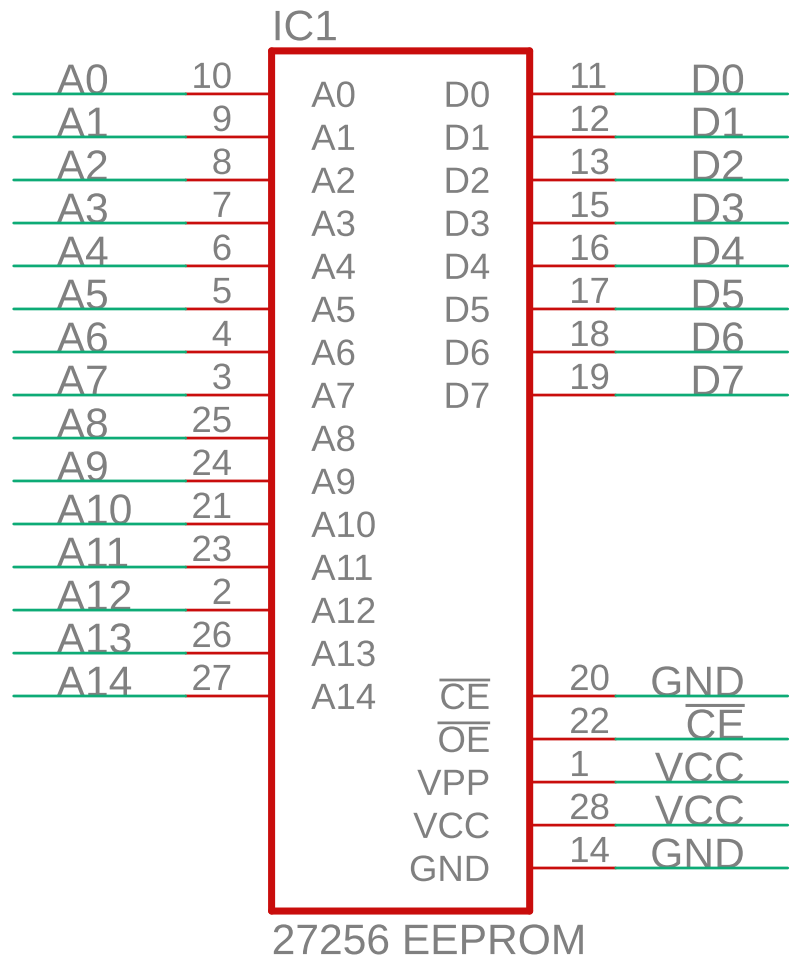 IC1
A0 10 A0 D0 11 D0
A1 9 A1 D1 12 D1
A2 8 A2 D2 13 D2
A3 7 A3 D3 15 D3
A4 6 A4 D4 16 D4
A5 5 A5 D5 17 D5
A6 4 A6 D6 18 D6
A7 3 A7 D7 19 D7
A8 25 A8
A9 24 A9
A10 21 A10
A11 23 A11
A12 2 A12
A13 26 A13
A14 27 A14 C̅E̅ 20 GND
O̅E̅ 22 C̅E̅
VPP 1 VCC
VCC 28 VCC
GND 14 GND
27256 EEPROM